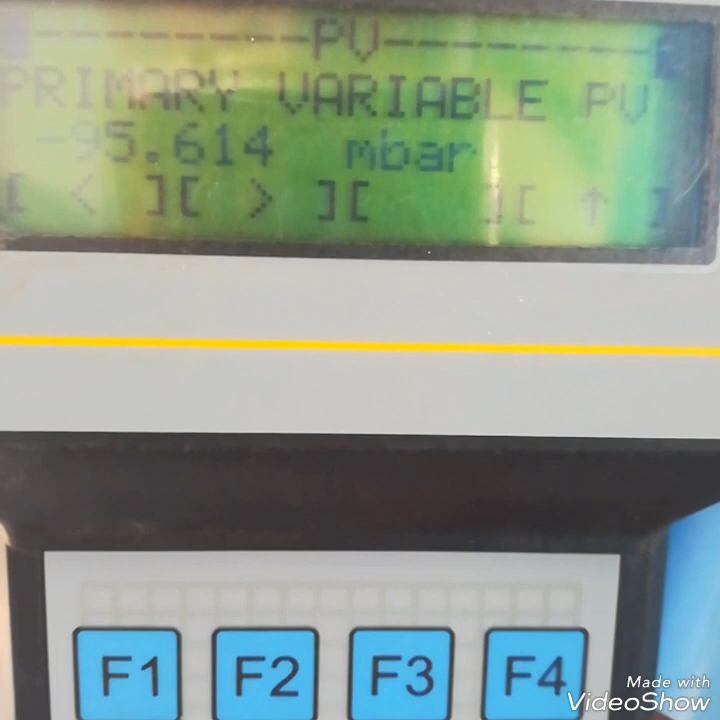 ----------PV----------
PRIMARY VARIABLE PV
-95.614 mbar
[ < ][ > ][   ][ ↑ ]
F1 F2 F3 F4
Made with
VideoShow